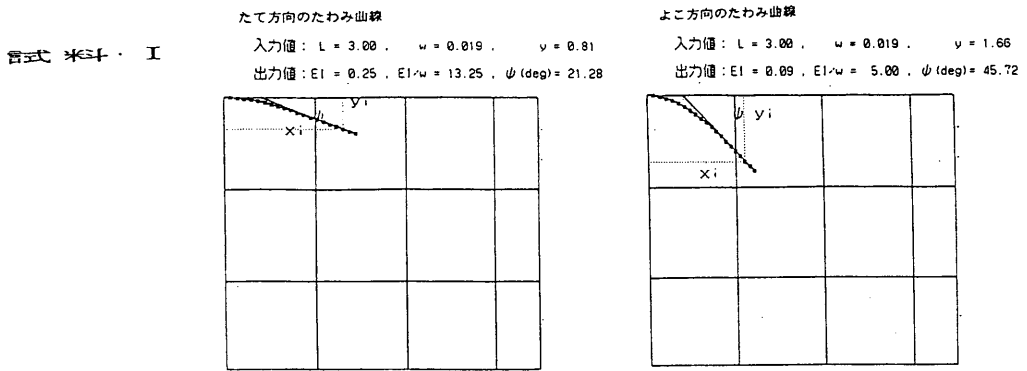 試料・I
たて方向のたわみ曲線
入力値: L = 3.00 , w = 0.019 , y = 0.81
出力値:EI = 0.25 , EI/w = 13.25 , ψ(deg)= 21.28
yi
ψ
xi
よこ方向のたわみ曲線
入力値: L = 3.00 , w = 0.019 . y = 1.66
出力値:EI = 0.09 , EI/w = 5.00 , ψ(deg)= 45.72
ψ yi
xi